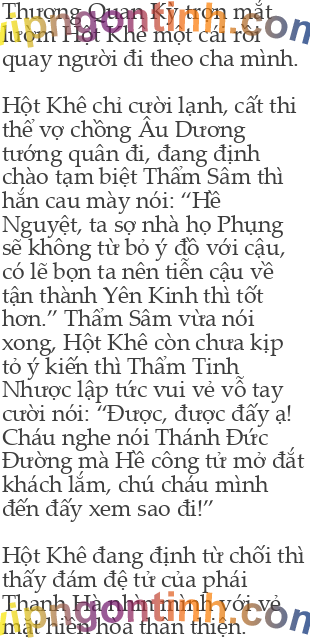 Thượng Quan Kỳ trợn mắt
lườm Hột Khê một cái rồi
quay người đi theo cha mình.
Hột Khê chỉ cười lạnh, cất thi
thể vợ chồng Âu Dương
tướng quân đi, đang định
chào tạm biệt Thẩm Sâm thì
hắn cau mày nói: “Hề
Nguyệt, ta sợ nhà họ Phụng
sẽ không từ bỏ ý đồ với cậu,
có lẽ bọn ta nên tiễn cậu về
tận thành Yên Kinh thì tốt
hơn.” Thẩm Sâm vừa nói
xong, Hột Khê còn chưa kịp
tỏ ý kiến thì Thẩm Tinh
Nhược lập tức vui vẻ vỗ tay
cười nói: “Được, được đấy ạ!
Cháu nghe nói Thánh Đức
Đường mà Hề công tử mở đắt
khách lắm, chú cháu mình
đến đấy xem sao đi!”
Hột Khê đang định từ chối thì
thấy đám đệ tử của phái
Thanh Hà nhìn mình với vẻ
mặt hiền hòa thân thiện.
vipngontinh.com
vipngontinh.com